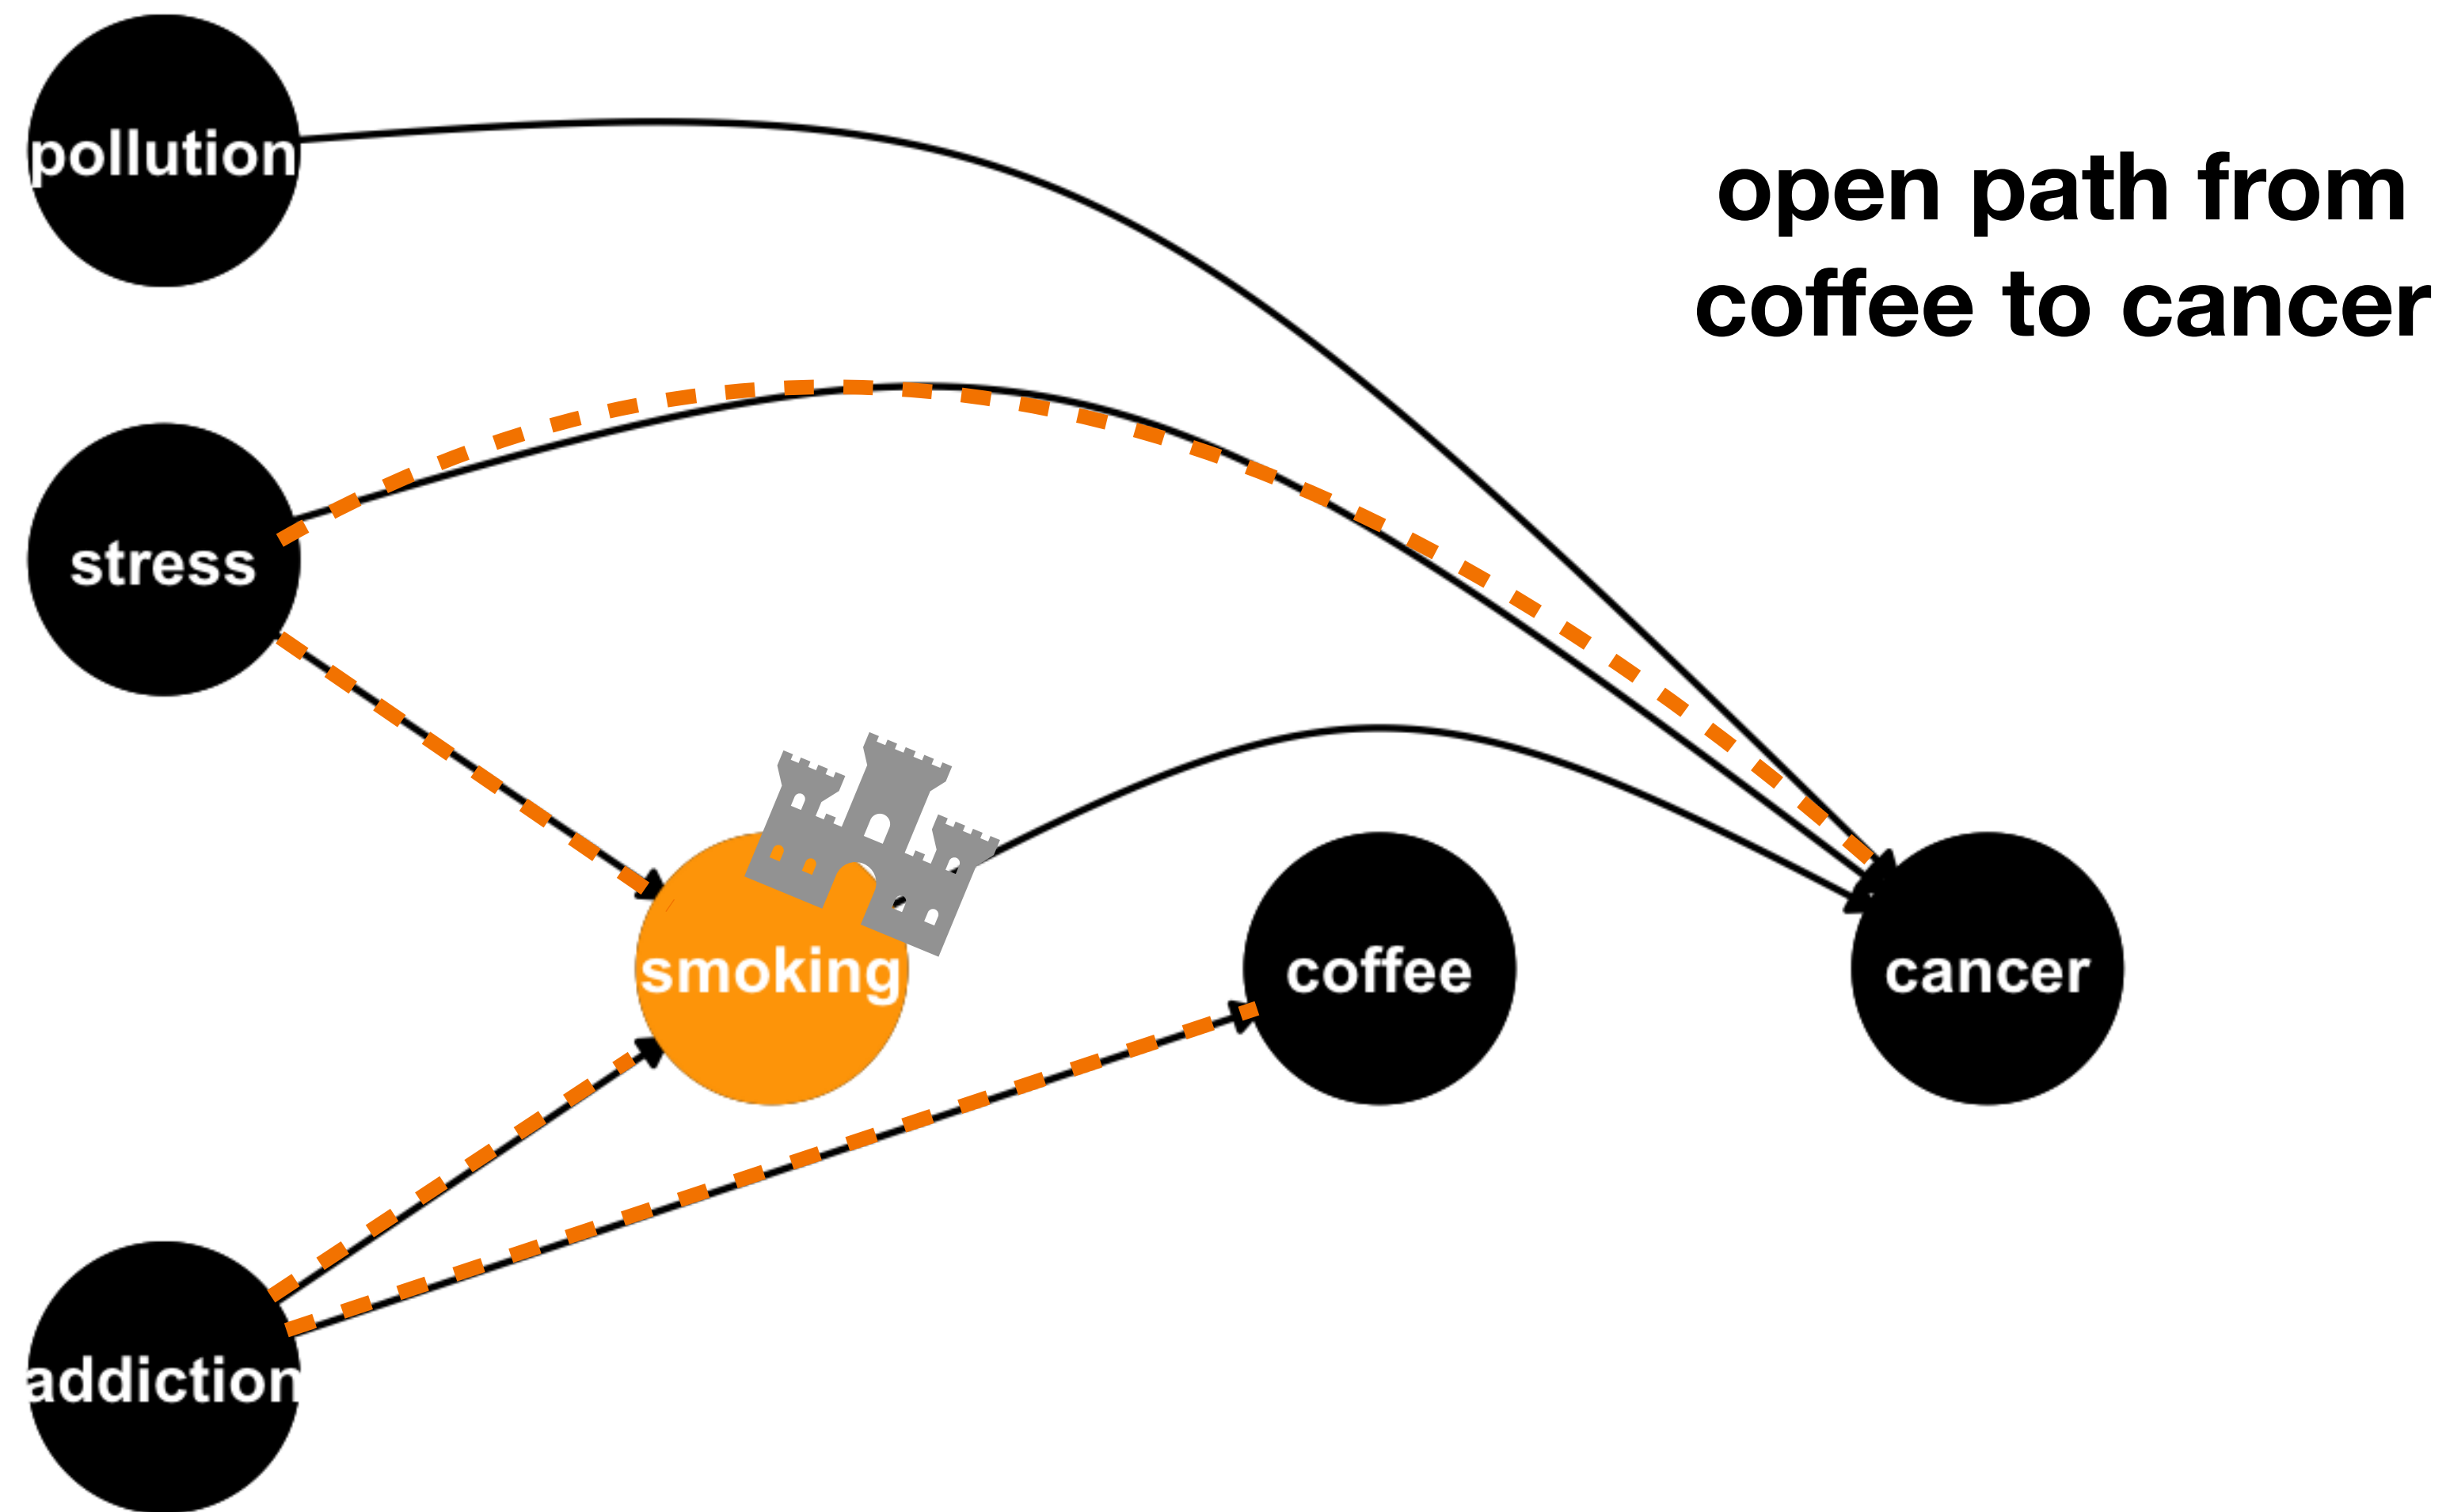 pollution
open path from
coffee to cancer
stress
smoking
coffee
cancer
addiction